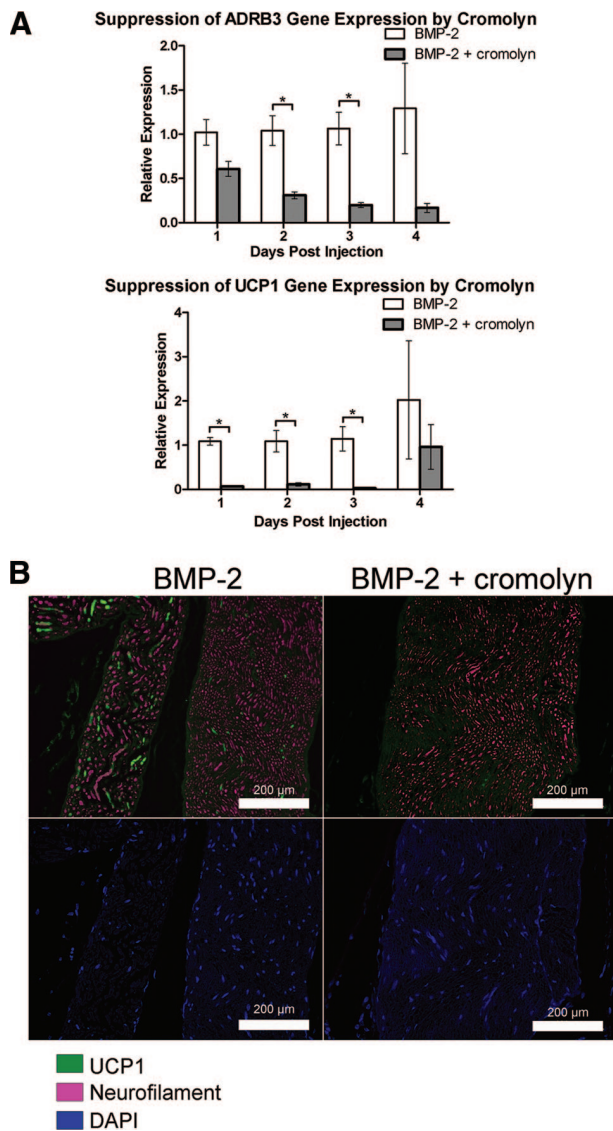 A
Suppression of ADRB3 Gene Expression by Cromolyn
BMP-2
BMP-2 + cromolyn
Relative Expression
2.0
1.5
1.0
0.5
0.0
*
*
1 2 3 4
Days Post Injection
Suppression of UCP1 Gene Expression by Cromolyn
BMP-2
BMP-2 + cromolyn
Relative Expression
4
3
2
1
0
*
*
*
1 2 3 4
Days Post Injection
B
BMP-2 BMP-2 + cromolyn
200 µm 200 µm
200 µm 200 µm
UCP1
Neurofilament
DAPI